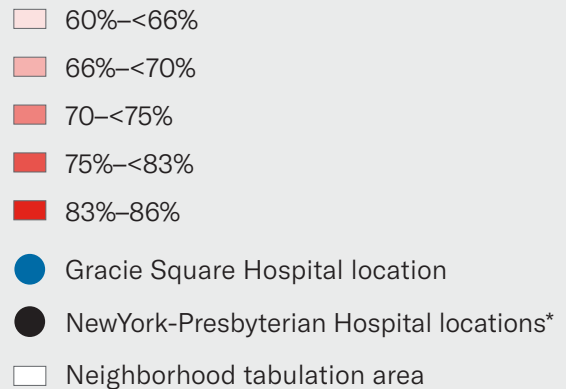 60%–<66%
66%–<70%
70–<75%
75%–<83%
83%–86%
Gracie Square Hospital location
NewYork-Presbyterian Hospital locations*
Neighborhood tabulation area